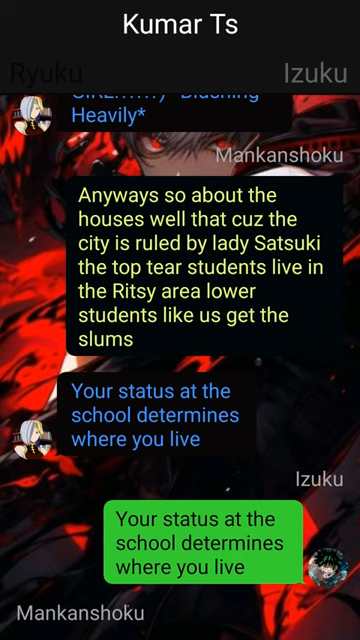 Kumar Ts
Ryuku
Izuku
Blushing
Heavily*
Mankanshoku
Anyways so about the
houses well that cuz the
city is ruled by lady Satsuki
the top tear students live in
the Ritsy area lower
students like us get the
slums
Your status at the
school determines
where you live
Izuku
Your status at the
school determines
where you live
Mankanshoku